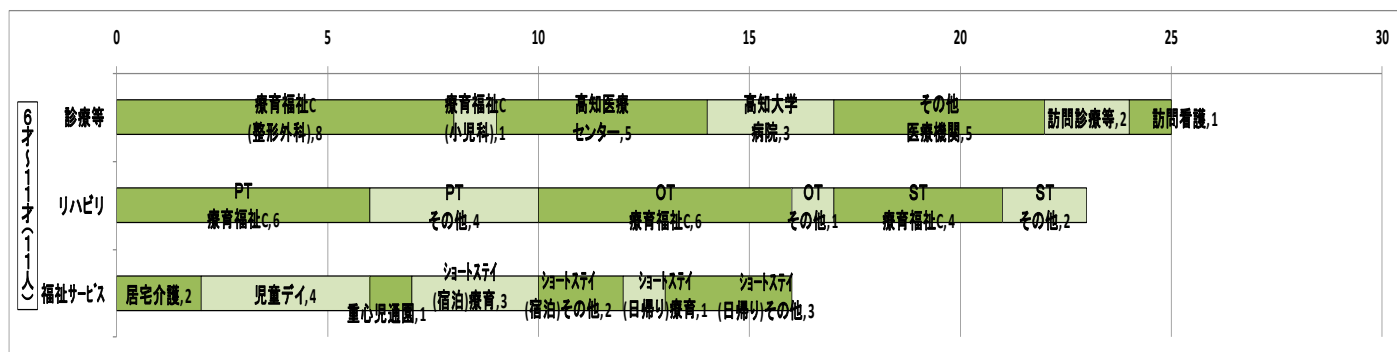 0 5 10 15 20 25 30
6才～11才(11人)
診療等
療育福祉C
(整形外科),8
療育福祉C
(小児科),1
高知医療
センター,5
高知大学
病院,3
その他
医療機関,5
訪問診療等,2
訪問看護,1
リハビリ
PT
療育福祉C,6
PT
その他,4
OT
療育福祉C,6
OT
その他,1
ST
療育福祉C,4
ST
その他,2
福祉サービス
居宅介護,2
児童デイ,4
重心児通園,1
ショートステイ
(宿泊)療育,3
ショートステイ
(宿泊)その他,2
ショートステイ
(日帰り)療育,1
ショートステイ
(日帰り)その他,3